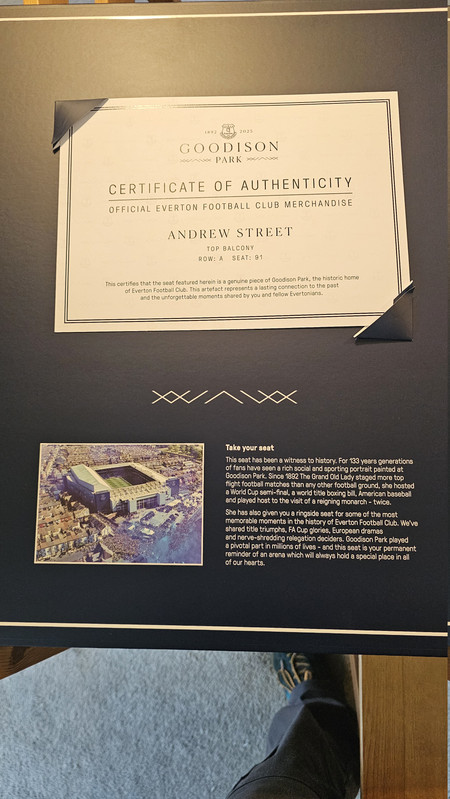 1892 2025
GOODISON
PARK
CERTIFICATE OF AUTHENTICITY
OFFICIAL EVERTON FOOTBALL CLUB MERCHANDISE
ANDREW STREET
TOP BALCONY
ROW: A SEAT: 91
This certifies that the seat featured herein is a genuine piece of Goodison Park, the historic home
of Everton Football Club. This artefact represents a lasting connection to the past
and the unforgettable moments shared by you and fellow Evertonians.
Take your seat
This seat has been a witness to history. For 133 years generations
of fans have seen a rich social and sporting portrait painted at
Goodison Park. Since 1892 The Grand Old Lady staged more top
flight football matches than any other football ground, she hosted
a World Cup semi-final, a world title boxing bill, American baseball
and played host to the visit of a reigning monarch - twice.
She has also given you a ringside seat for some of the most
memorable moments in the history of Everton Football Club. We've
shared title triumphs, FA Cup glories, European dramas
and nerve-shredding relegation deciders. Goodison Park played
a pivotal part in millions of lives - and this seat is your permanent
reminder of an arena which will always hold a special place in all
of our hearts.